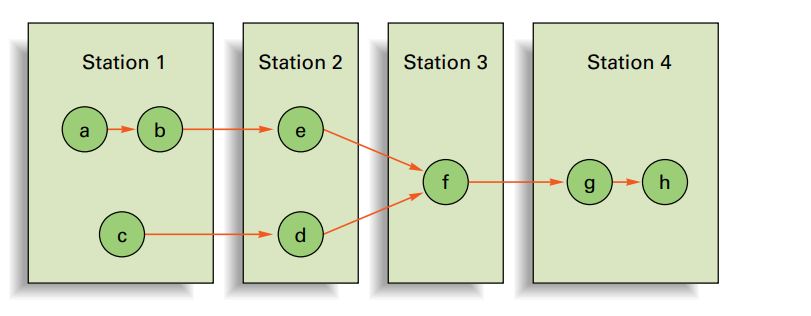 Station 1 Station 2 Station 3 Station 4
a b e
f g h
c d